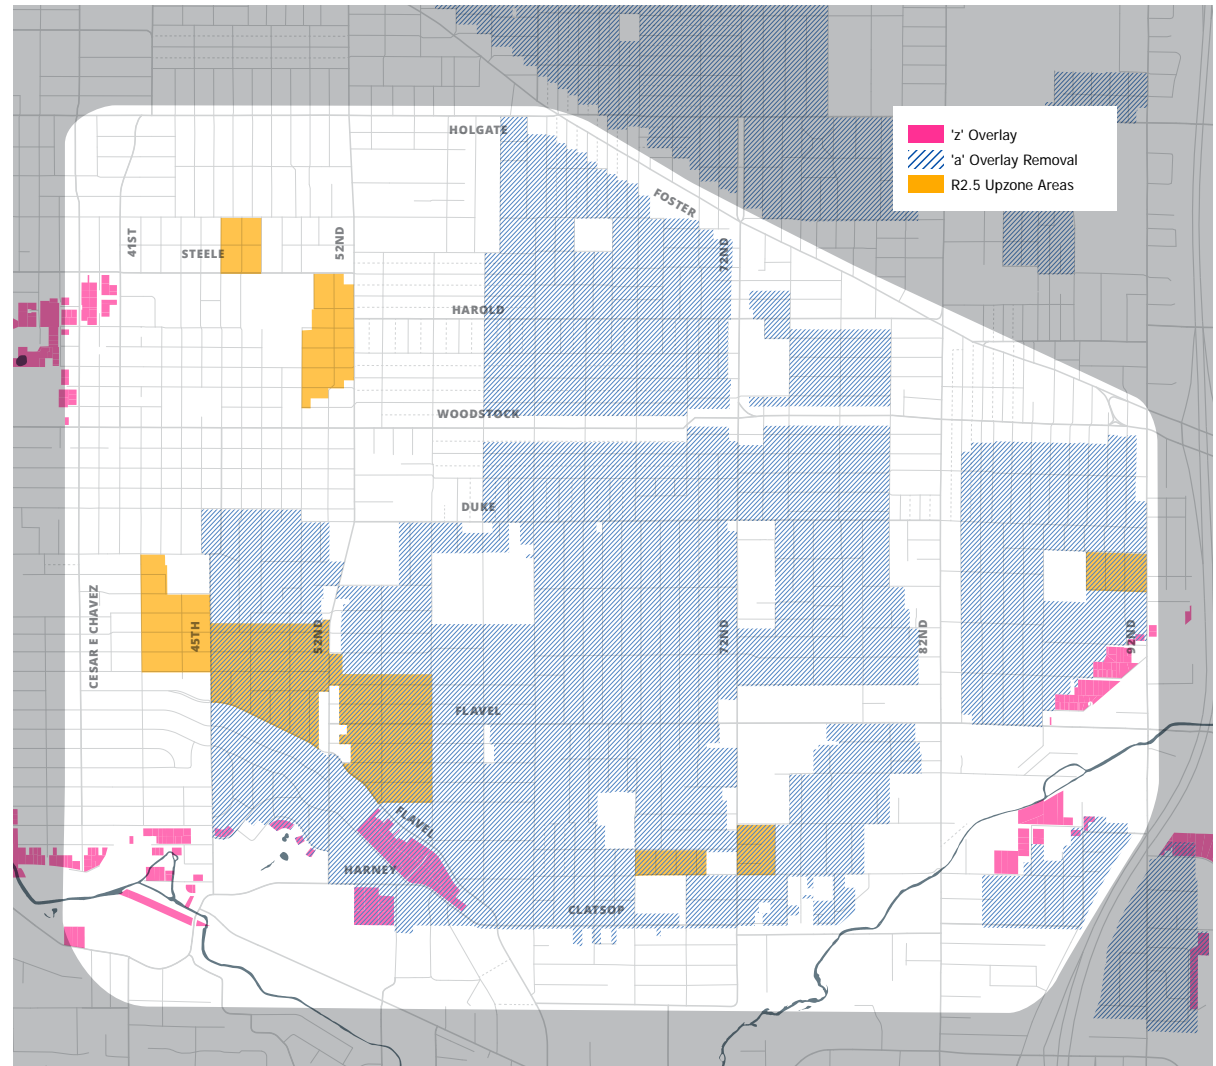 HOLGATE
'z' Overlay
'a' Overlay Removal
R2.5 Upzone Areas
FOSTER
41ST
STEELE
52ND
72ND
HAROLD
WOODSTOCK
DUKE
CESAR E CHAVEZ
45TH
52ND
72ND
82ND
92ND
FLAVEL
FLAVEL
HARNEY
CLATSOP